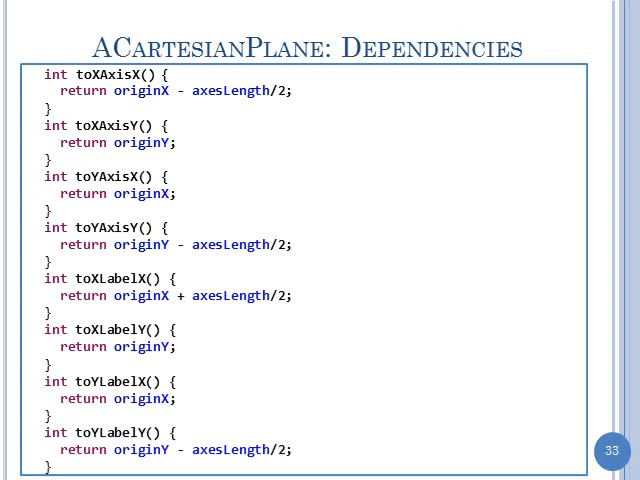 ACARTESIANPLANE: DEPENDENCIES
int toXAxisX() {
return originX - axesLength/2;
}
int toXAxisY() {
return originY;
}
int toYAxisX() {
return originX;
}
int toYAxisY() {
return originY - axesLength/2;
}
int toXLabelX() {
return originX + axesLength/2;
}
int toXLabelY() {
return originY;
}
int toYLabelX() {
return originX;
}
int toYLabelY() {
return originY - axesLength/2;
}
33